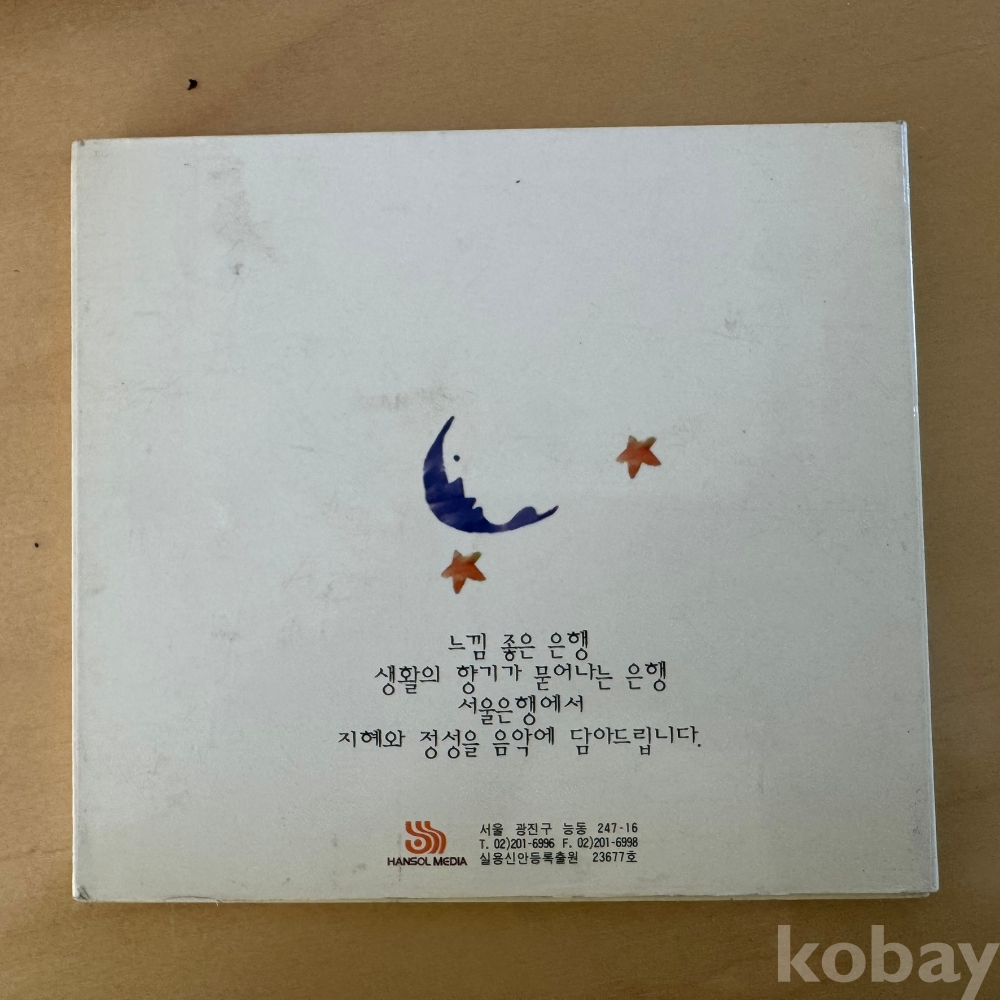 느낌 좋은 은행
생활의 향기가 묻어나는 은행
서울은행에서
지혜와 정성을 음악에 담아드립니다.
HANSOL MEDIA
서울 광진구 능동 247-16
T. 02)201-6996 F. 02)201-6998
실용신안등록출원 23677호
kobay